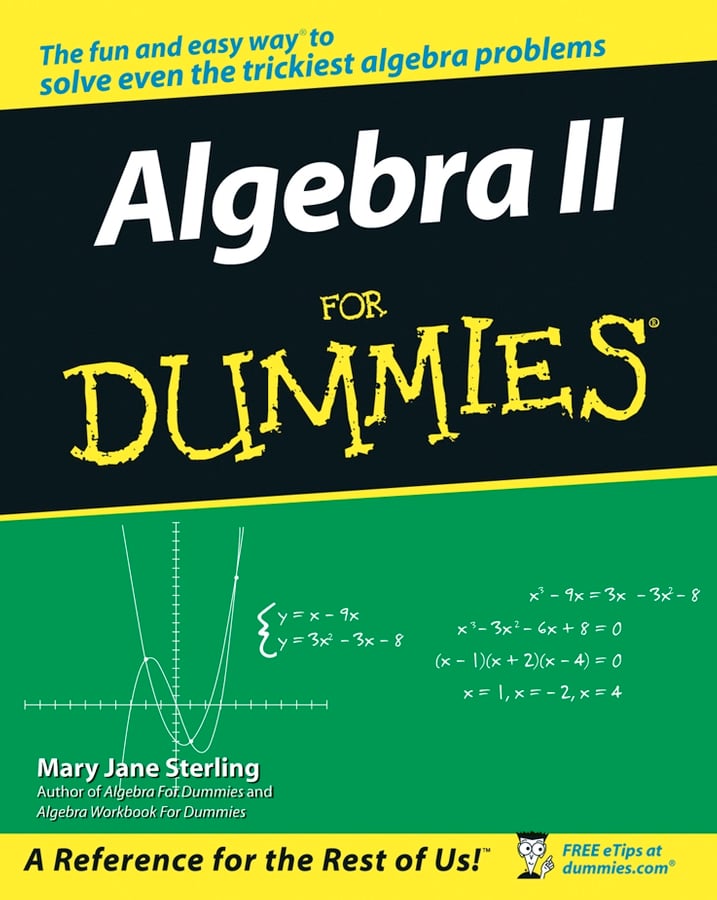 The fun and easy way® to
solve even the trickiest algebra problems
Algebra II
FOR
DUMMIES®
{ y = x - 9x
y = 3x² - 3x - 8
x³ - 9x = 3x - 3x² - 8
x³ - 3x² - 6x + 8 = 0
(x - 1)(x + 2)(x - 4) = 0
x = 1, x = -2, x = 4
Mary Jane Sterling
Author of Algebra For Dummies and
Algebra Workbook For Dummies
A Reference for the Rest of Us!™
FREE eTips at
dummies.com®